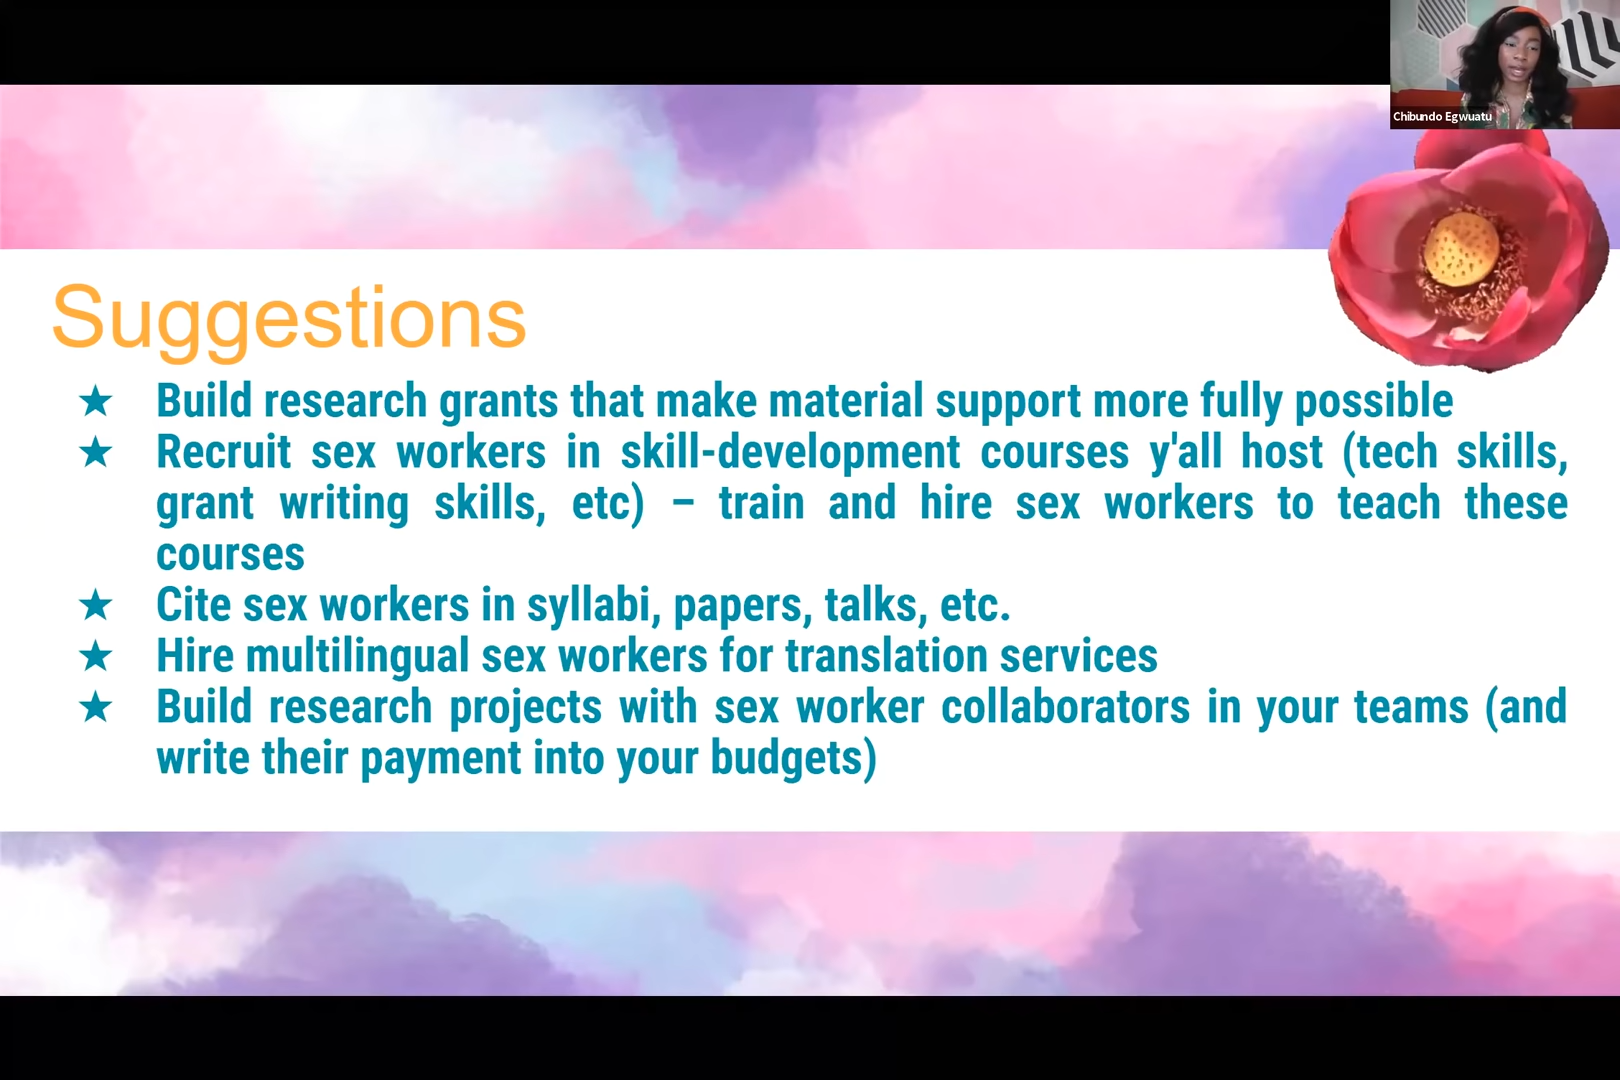 Chibundo Egwuatu
Suggestions
★ Build research grants that make material support more fully possible
★ Recruit sex workers in skill-development courses y'all host (tech skills,
grant writing skills, etc) – train and hire sex workers to teach these
courses
★ Cite sex workers in syllabi, papers, talks, etc.
★ Hire multilingual sex workers for translation services
★ Build research projects with sex worker collaborators in your teams (and
write their payment into your budgets)